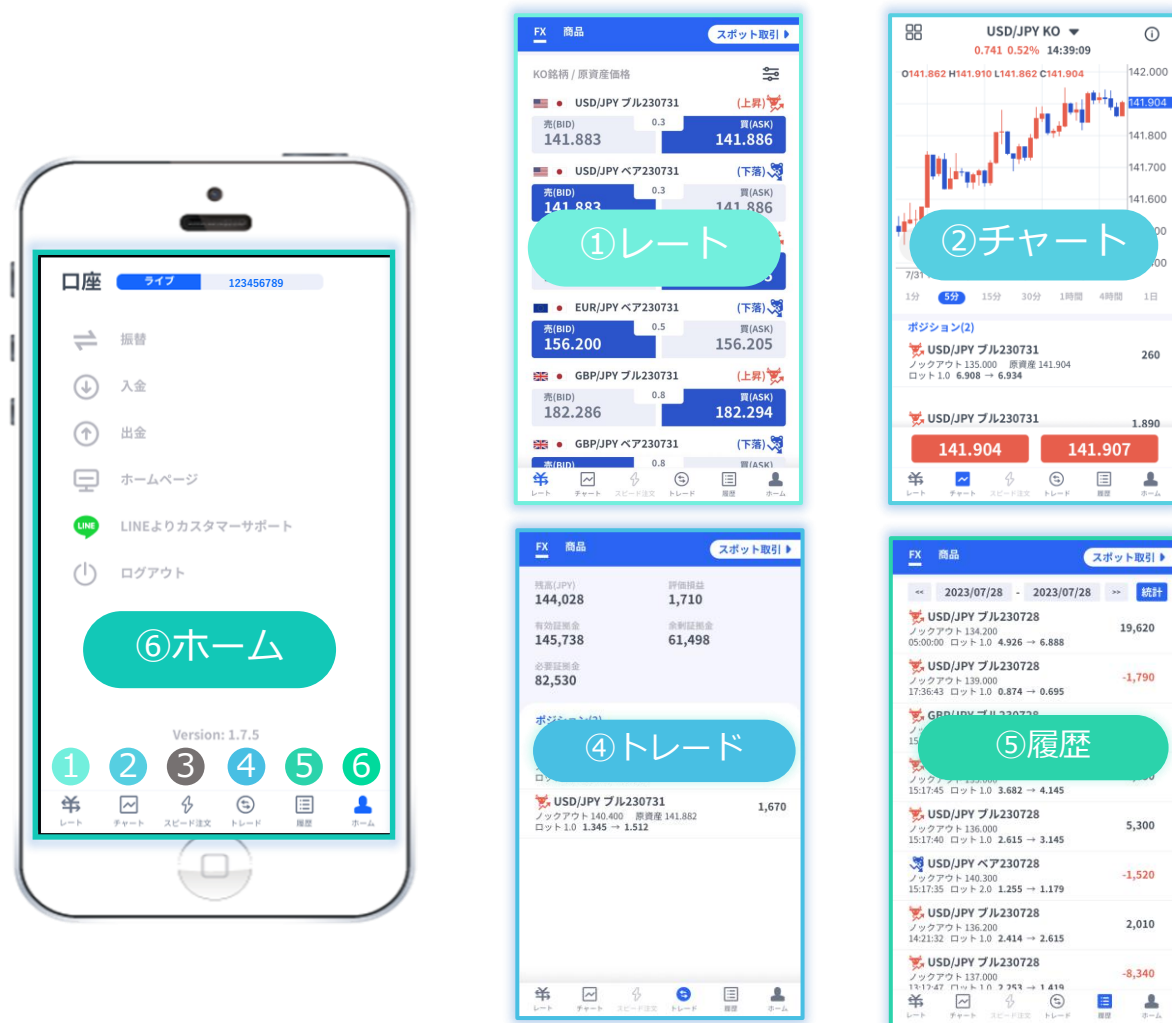 口座 ライブ 123456789
振替
入金
出金
ホームページ
LINE LINEよりカスタマーサポート
ログアウト
⑥ホーム
Version: 1.7.5
1 2 3 4 5 6
レート チャート スピード注文 トレード 履歴 ホーム
FX 商品 スポット取引
KO銘柄 / 原資産価格
USD/JPY ブル230731 (上昇)
売(BID) 0.3 買(ASK)
141.883 141.886
USD/JPY ベア230731 (下落)
売(BID) 0.3 買(ASK)
141.883 141.886
①レート
EUR/JPY ベア230731 (下落)
売(BID) 0.5 買(ASK)
156.200 156.205
GBP/JPY ブル230731 (上昇)
売(BID) 0.8 買(ASK)
182.286 182.294
GBP/JPY ベア230731 (下落)
売(BID) 0.8 買(ASK)
レート チャート スピード注文 トレード 履歴 ホーム
USD/JPY KO
0.741 0.52% 14:39:09
O141.862 H141.910 L141.862 C141.904
142.000
141.904
141.800
141.700
141.600
②チャート
7/31
1分 5分 15分 30分 1時間 4時間 1日
ポジション(2)
USD/JPY ブル230731
ノックアウト 135.000 原資産 141.904 260
ロット 1.0 6.908 → 6.934
USD/JPY ブル230731 1,890
141.904 141.907
レート チャート スピード注文 トレード 履歴 ホーム
FX 商品 スポット取引
残高(JPY) 評価損益
144,028 1,710
有効証拠金 余剰証拠金
145,738 61,498
必要証拠金
82,530
ポジション(2)
④トレード
USD/JPY ブル230731
ノックアウト 140.400 原資産 141.882 1,670
ロット 1.0 1.345 → 1.512
レート チャート スピード注文 トレード 履歴 ホーム
FX 商品 スポット取引
<< 2023/07/28 - 2023/07/28 >> 統計
USD/JPY ブル230728
ノックアウト 134.200 19,620
05:00:00 ロット 1.0 4.926 → 6.888
USD/JPY ブル230728
ノックアウト 139.000 -1,790
17:36:43 ロット 1.0 0.874 → 0.695
GBP/JPY ブル230728
⑤履歴
15:17:45 ロット 1.0 3.682 → 4.145
USD/JPY ブル230728
ノックアウト 136.000 5,300
15:17:40 ロット 1.0 2.615 → 3.145
USD/JPY ベア230728
ノックアウト 140.300 -1,520
15:17:35 ロット 2.0 1.255 → 1.179
USD/JPY ブル230728
ノックアウト 136.200 2,010
14:21:32 ロット 1.0 2.414 → 2.615
USD/JPY ブル230728
ノックアウト 137.000 -8,340
13:12:47 ロット 1.0 2.253 → 1.419
レート チャート スピード注文 トレード 履歴 ホーム